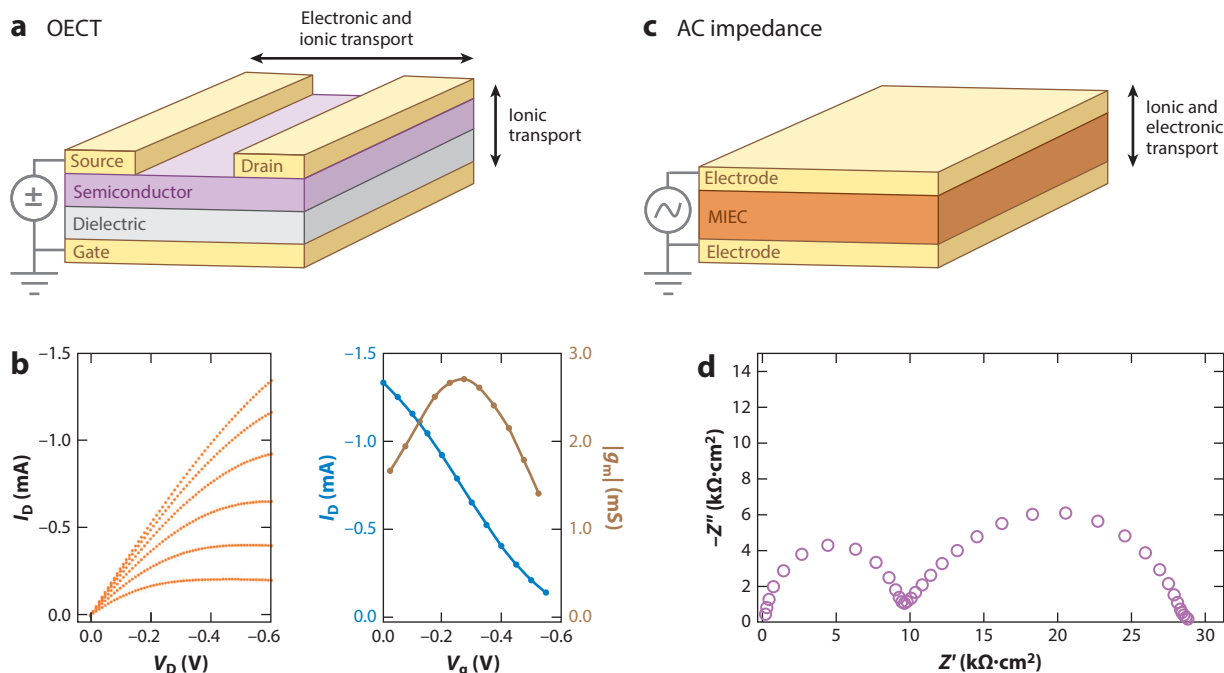 a OECT
Electronic and
ionic transport
Ionic
transport
Source
Drain
Semiconductor
Dielectric
Gate
±
c AC impedance
Ionic and
electronic
transport
Electrode
MIEC
Electrode
b
–1.5
–1.0
–0.5
0.0
I_D (mA)
0.0 –0.2 –0.4 –0.6
V_D (V)
–1.5
–1.0
–0.5
0.0
I_D (mA)
3.0
2.0
1.0
0.0
|g_m| (mS)
0.0 –0.2 –0.4 –0.6
V_g (V)
d
14
12
10
8
6
4
2
0
–Z″ (kΩ·cm²)
0 5 10 15 20 25 30
Z′ (kΩ·cm²)